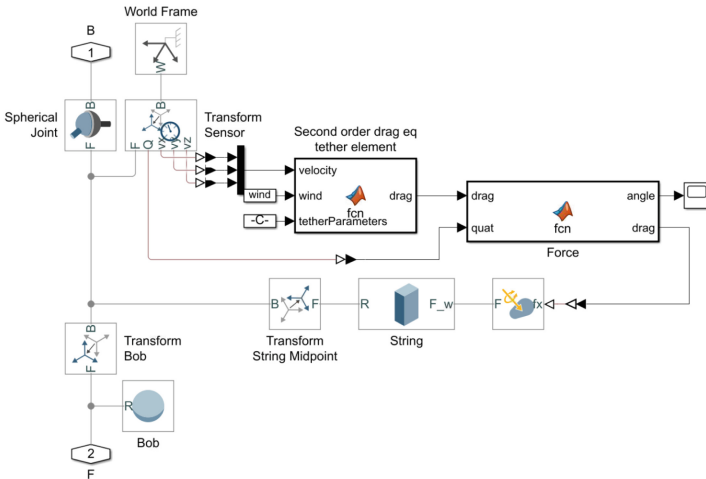 World Frame
B
1
W
Spherical
Joint
B
F
B
F
Q
vx
vy
vz
Transform
Sensor
Second order drag eq
tether element
velocity
wind
wind
-C-
tetherParameters
fcn
drag
drag
quat
fcn
angle
drag
Force
B
F
Transform
String Midpoint
R
F_w
String
F
fx
B
F
Transform
Bob
R
Bob
2
F